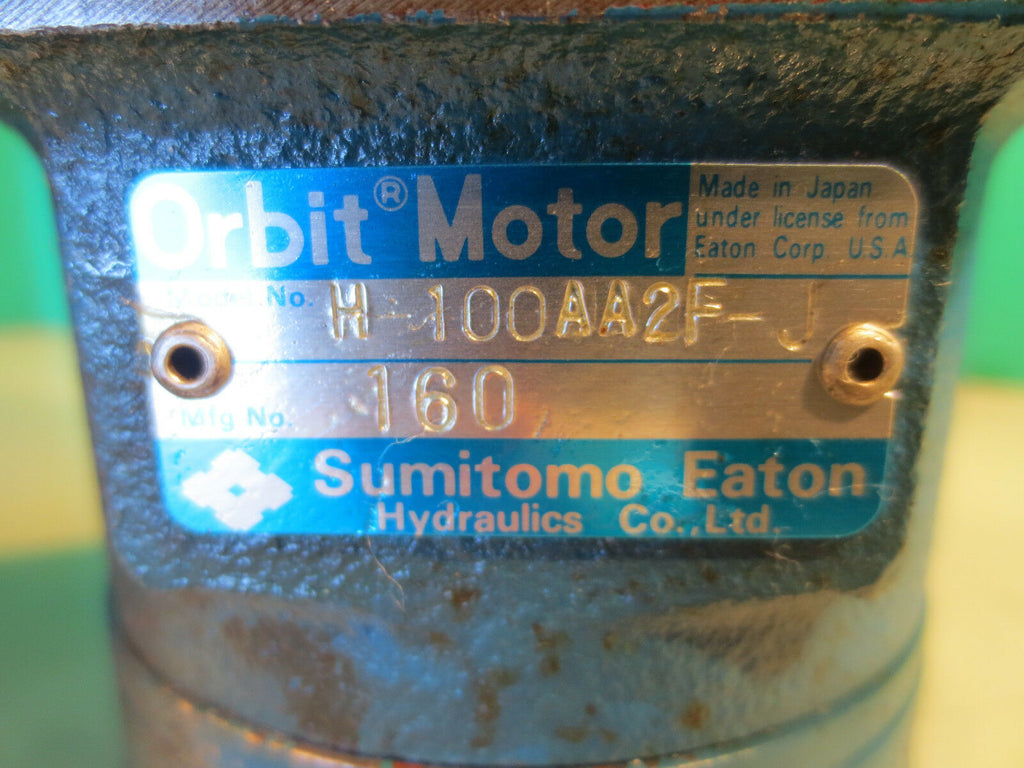 Orbit® Motor
Made in Japan
under license from
Eaton Corp. U.S.A
Model No. H-100AA2F-J
Mfg No. 160
Sumitomo Eaton
Hydraulics Co.,Ltd.